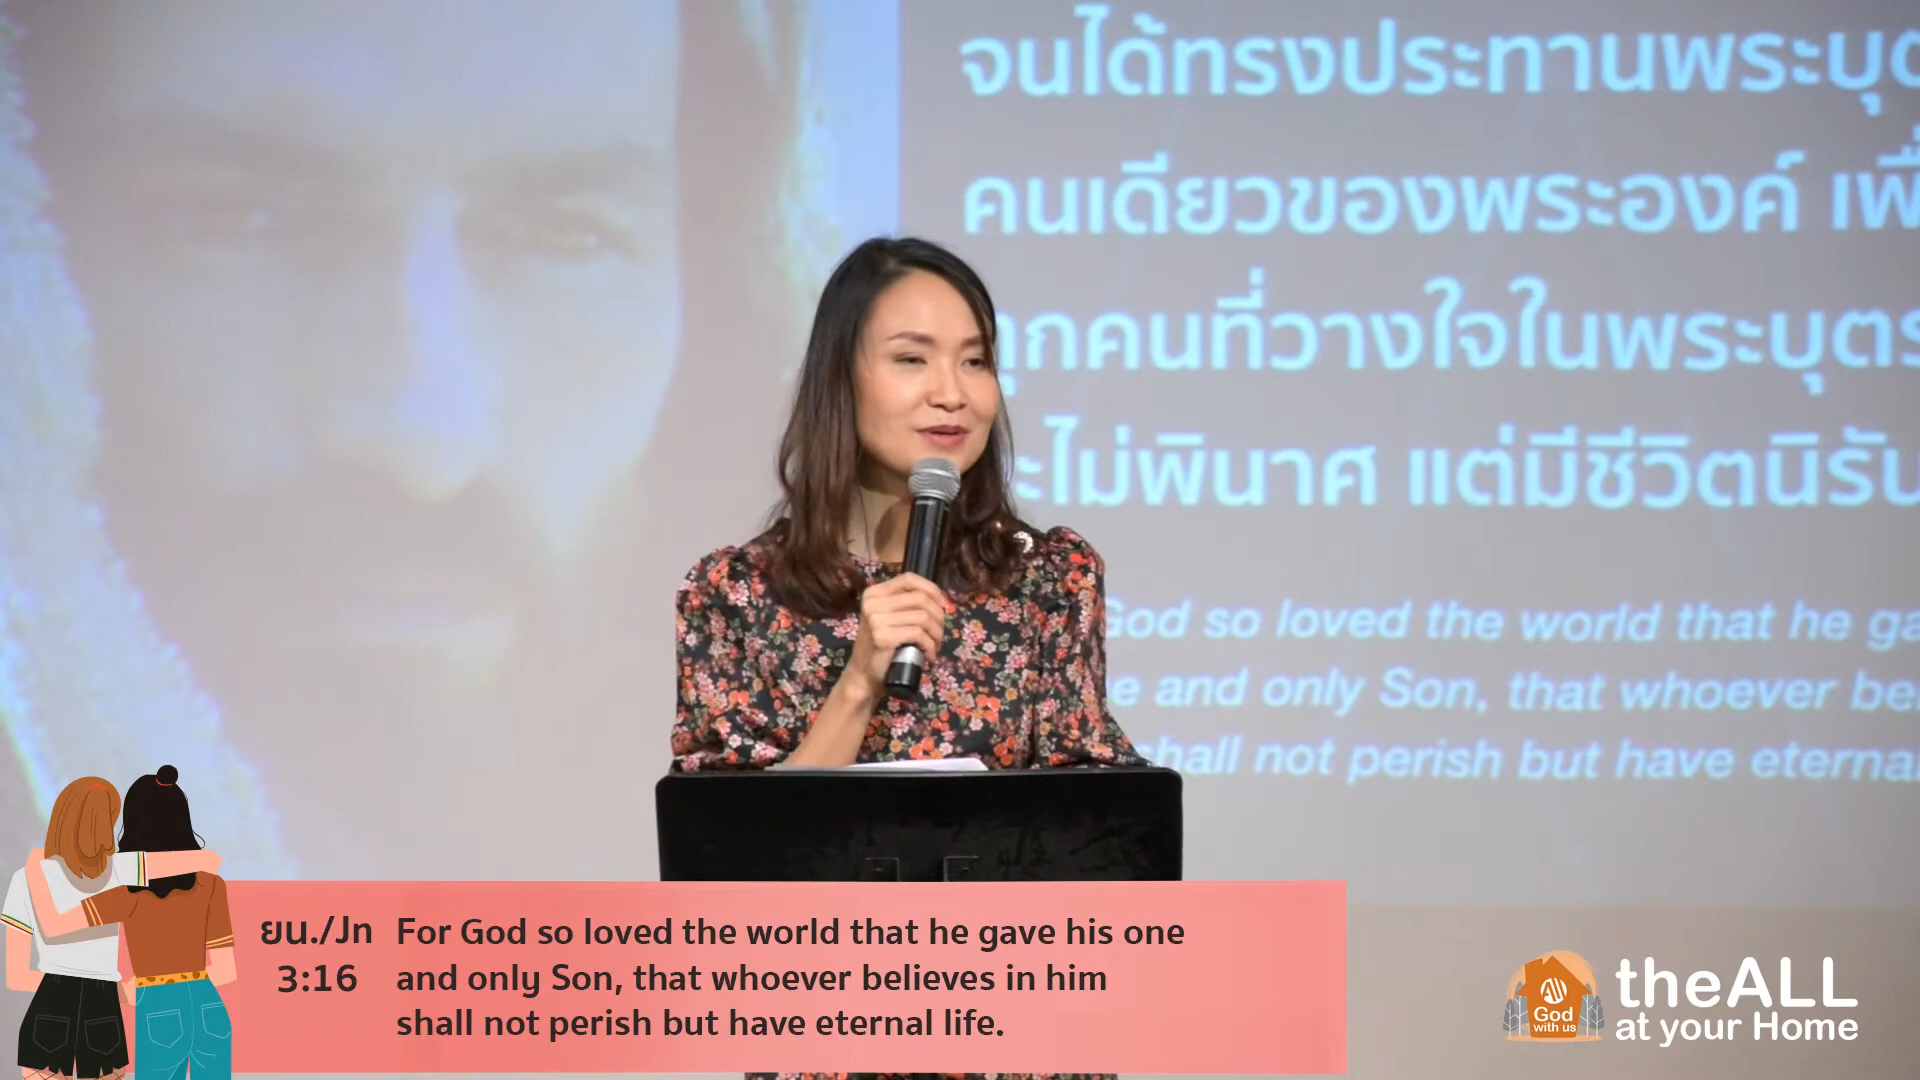 จนได้ทรงประทานพระบุต
คนเดียวของพระองค์ เพื่
ทุกคนที่วางใจในพระบุตร
ะไม่พินาศ แต่มีชีวิตนิรัน
God so loved the world that he ga
e and only Son, that whoever be
shall not perish but have eternal
ยน./Jn
3:16
For God so loved the world that he gave his one
and only Son, that whoever believes in him
shall not perish but have eternal life.
All
God
with us
theALL
at your Home